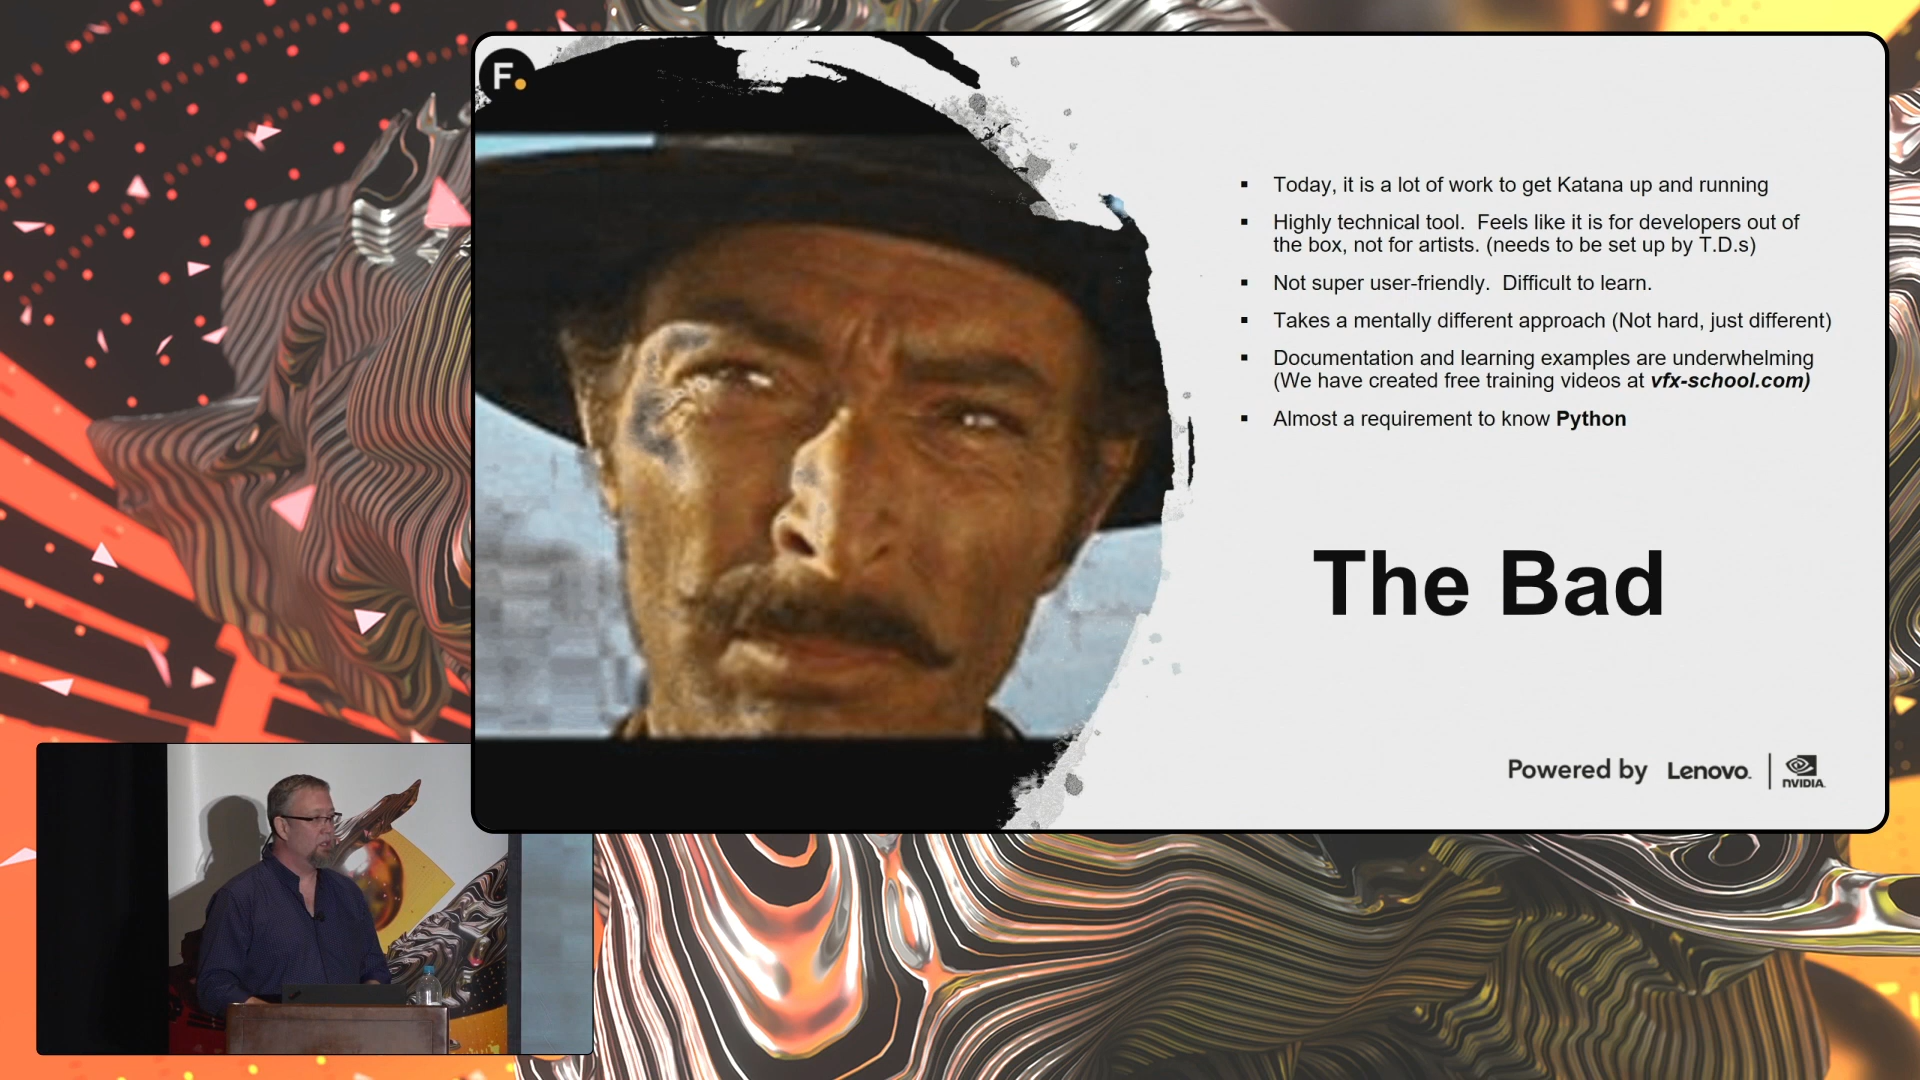 F.
▪ Today, it is a lot of work to get Katana up and running
▪ Highly technical tool.  Feels like it is for developers out of
the box, not for artists. (needs to be set up by T.D.s)
▪ Not super user-friendly.  Difficult to learn.
▪ Takes a mentally different approach (Not hard, just different)
▪ Documentation and learning examples are underwhelming
(We have created free training videos at vfx-school.com)
▪ Almost a requirement to know Python
The Bad
Powered by Lenovo. | NVIDIA.